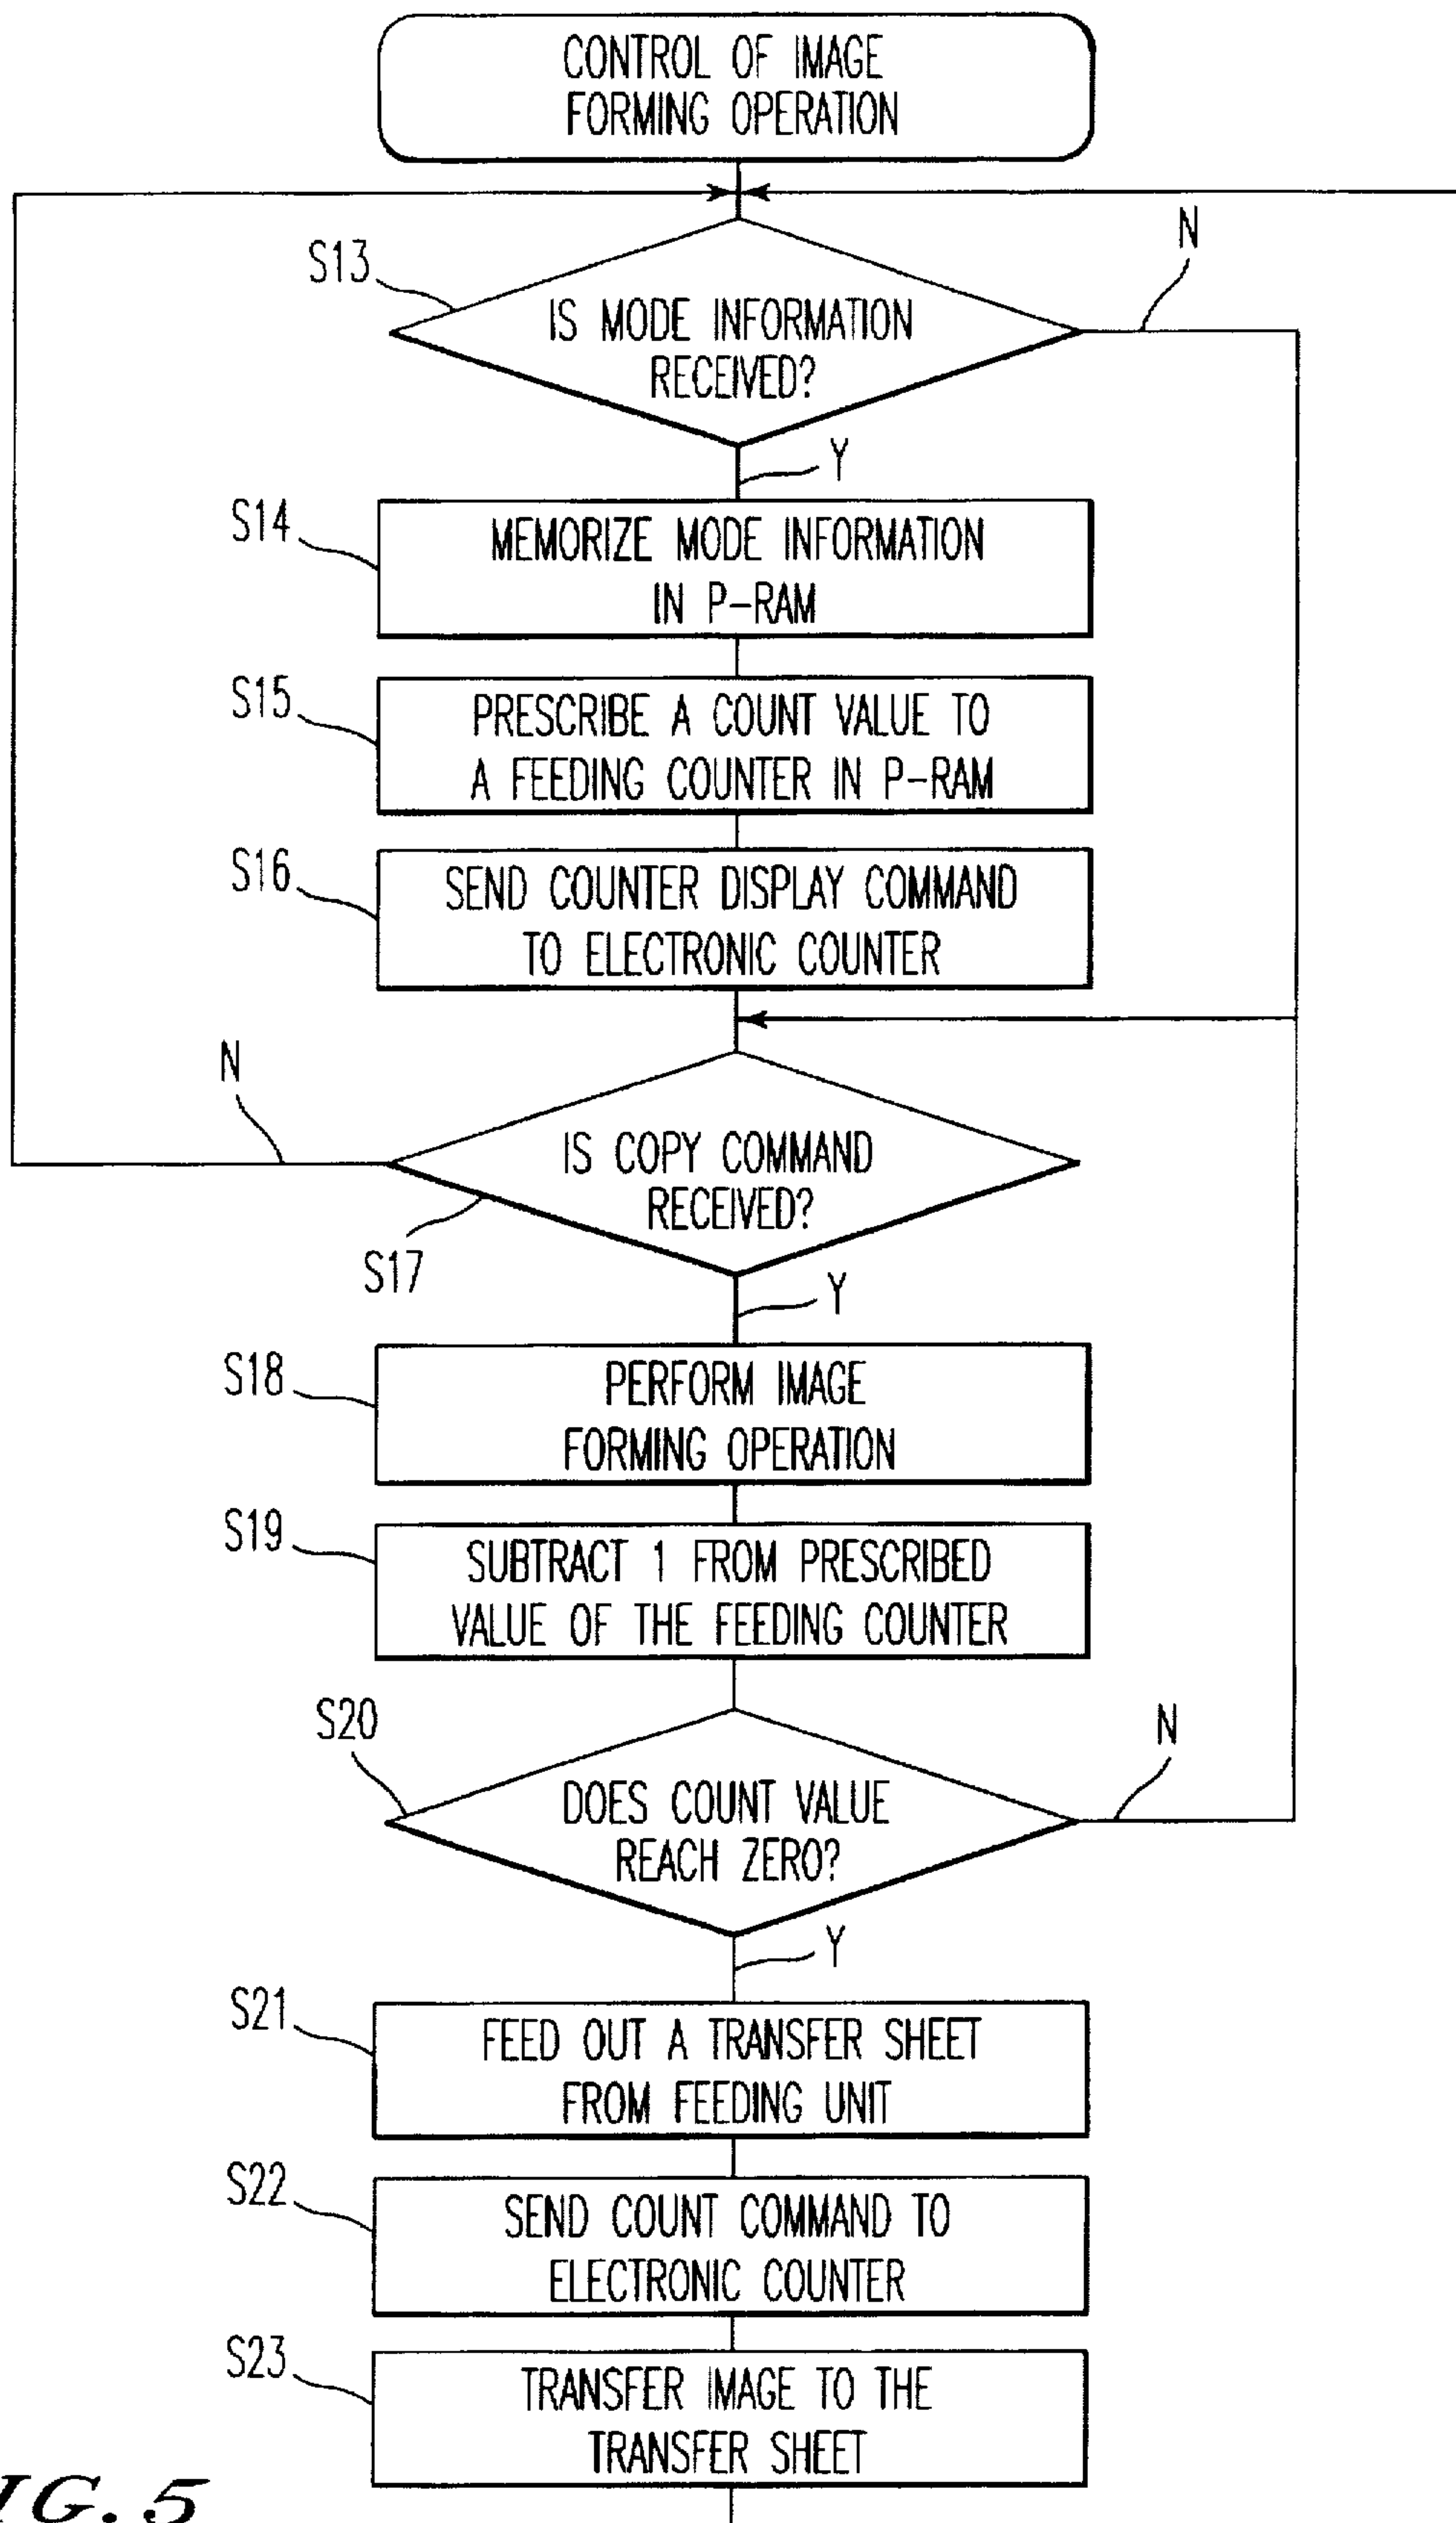 CONTROL OF IMAGE
FORMING OPERATION
N
S13
IS MODE INFORMATION
RECEIVED?
Y
S14
MEMORIZE MODE INFORMATION
IN P-RAM
S15
PRESCRIBE A COUNT VALUE TO
A FEEDING COUNTER IN P-RAM
S16
SEND COUNTER DISPLAY COMMAND
TO ELECTRONIC COUNTER
N
IS COPY COMMAND
RECEIVED?
S17
Y
S18
PERFORM IMAGE
FORMING OPERATION
S19
SUBTRACT 1 FROM PRESCRIBED
VALUE OF THE FEEDING COUNTER
S20
N
DOES COUNT VALUE
REACH ZERO?
Y
S21
FEED OUT A TRANSFER SHEET
FROM FEEDING UNIT
S22
SEND COUNT COMMAND TO
ELECTRONIC COUNTER
S23
TRANSFER IMAGE TO THE
TRANSFER SHEET
IG. 5